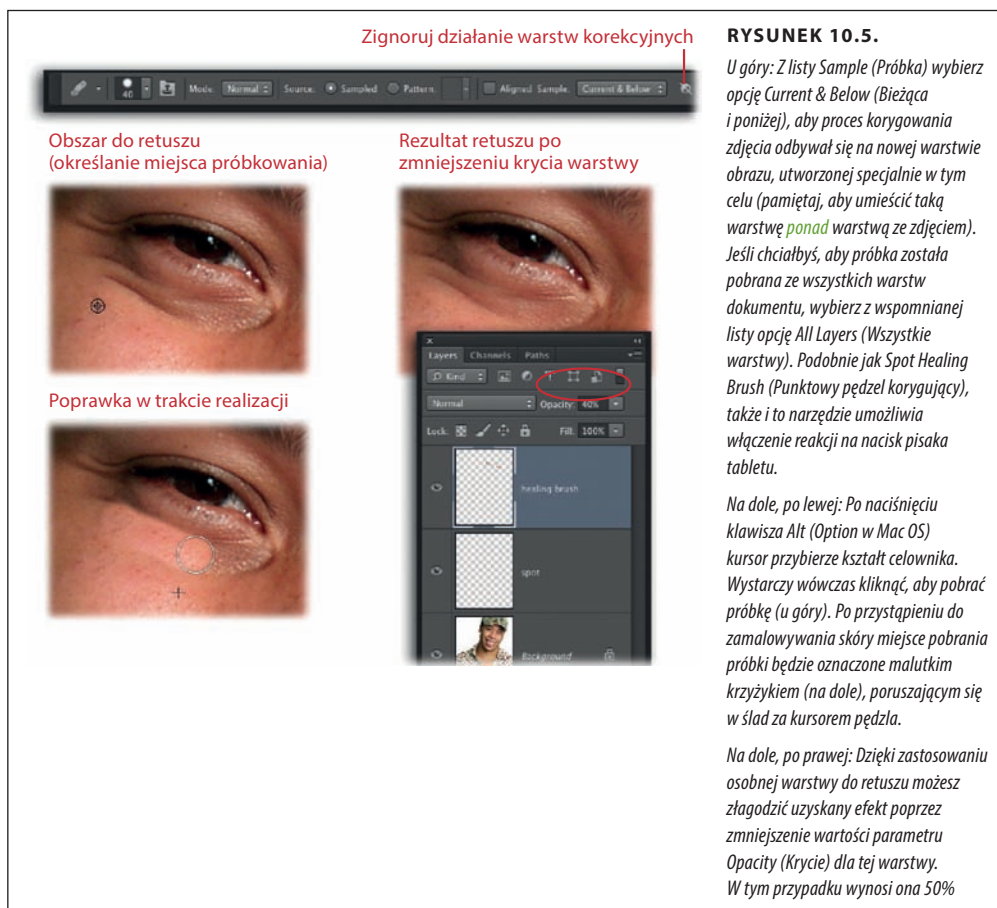 Zignoruj działanie warstw korekcyjnych
40
Mode: Normal
Source: Sampled
Pattern:
Aligned
Sample: Current & Below
Obszar do retuszu
(określanie miejsca próbkowania)
Rezultat retuszu po
zmniejszeniu krycia warstwy
Poprawka w trakcie realizacji
Layers Channels Paths
Kind
Normal
Opacity: 40%
Lock:
Fill: 100%
healing brush
spot
Background
RYSUNEK 10.5.
U góry: Z listy Sample (Próbka) wybierz
opcję Current & Below (Bieżąca
i poniżej), aby proces korygowania
zdjęcia odbywał się na nowej warstwie
obrazu, utworzonej specjalnie w tym
celu (pamiętaj, aby umieścić taką
warstwę ponad warstwą ze zdjęciem).
Jeśli chciałbyś, aby próbka została
pobrana ze wszystkich warstw
dokumentu, wybierz z wspomnianej
listy opcję All Layers (Wszystkie
warstwy). Podobnie jak Spot Healing
Brush (Punktowy pędzel korygujący),
także i to narzędzie umożliwia
włączenie reakcji na nacisk pisaka
tabletu.
Na dole, po lewej: Po naciśnięciu
klawisza Alt (Option w Mac OS)
kursor przybierze kształt celownika.
Wystarczy wówczas kliknąć, aby pobrać
próbkę (u góry). Po przystąpieniu do
zamalowywania skóry miejsce pobrania
próbki będzie oznaczone malutkim
krzyżykiem (na dole), poruszającym się
w ślad za kursorem pędzla.
Na dole, po prawej: Dzięki zastosowaniu
osobnej warstwy do retuszu możesz
złagodzić uzyskany efekt poprzez
zmniejszenie wartości parametru
Opacity (Krycie) dla tej warstwy.
W tym przypadku wynosi ona 50%